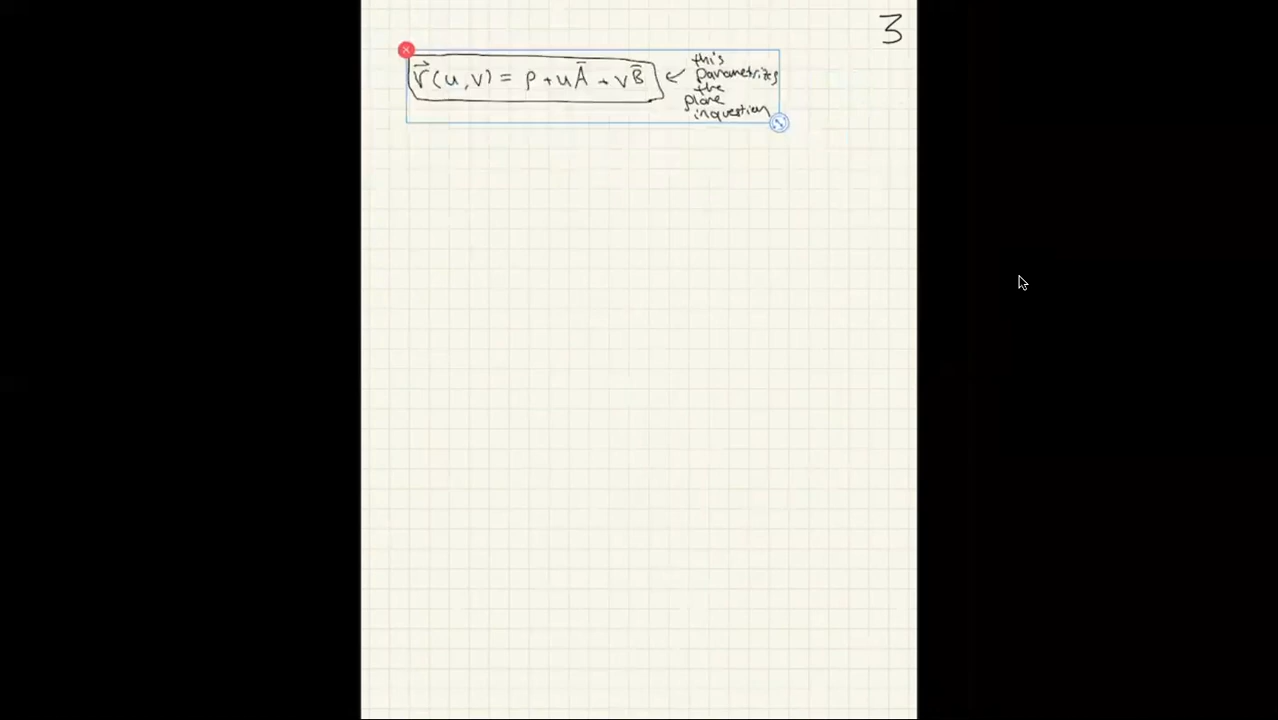 3
r⃗(u,v) = p + uA̅ + vB̅ ← this
parametrizes
the
plane
in question